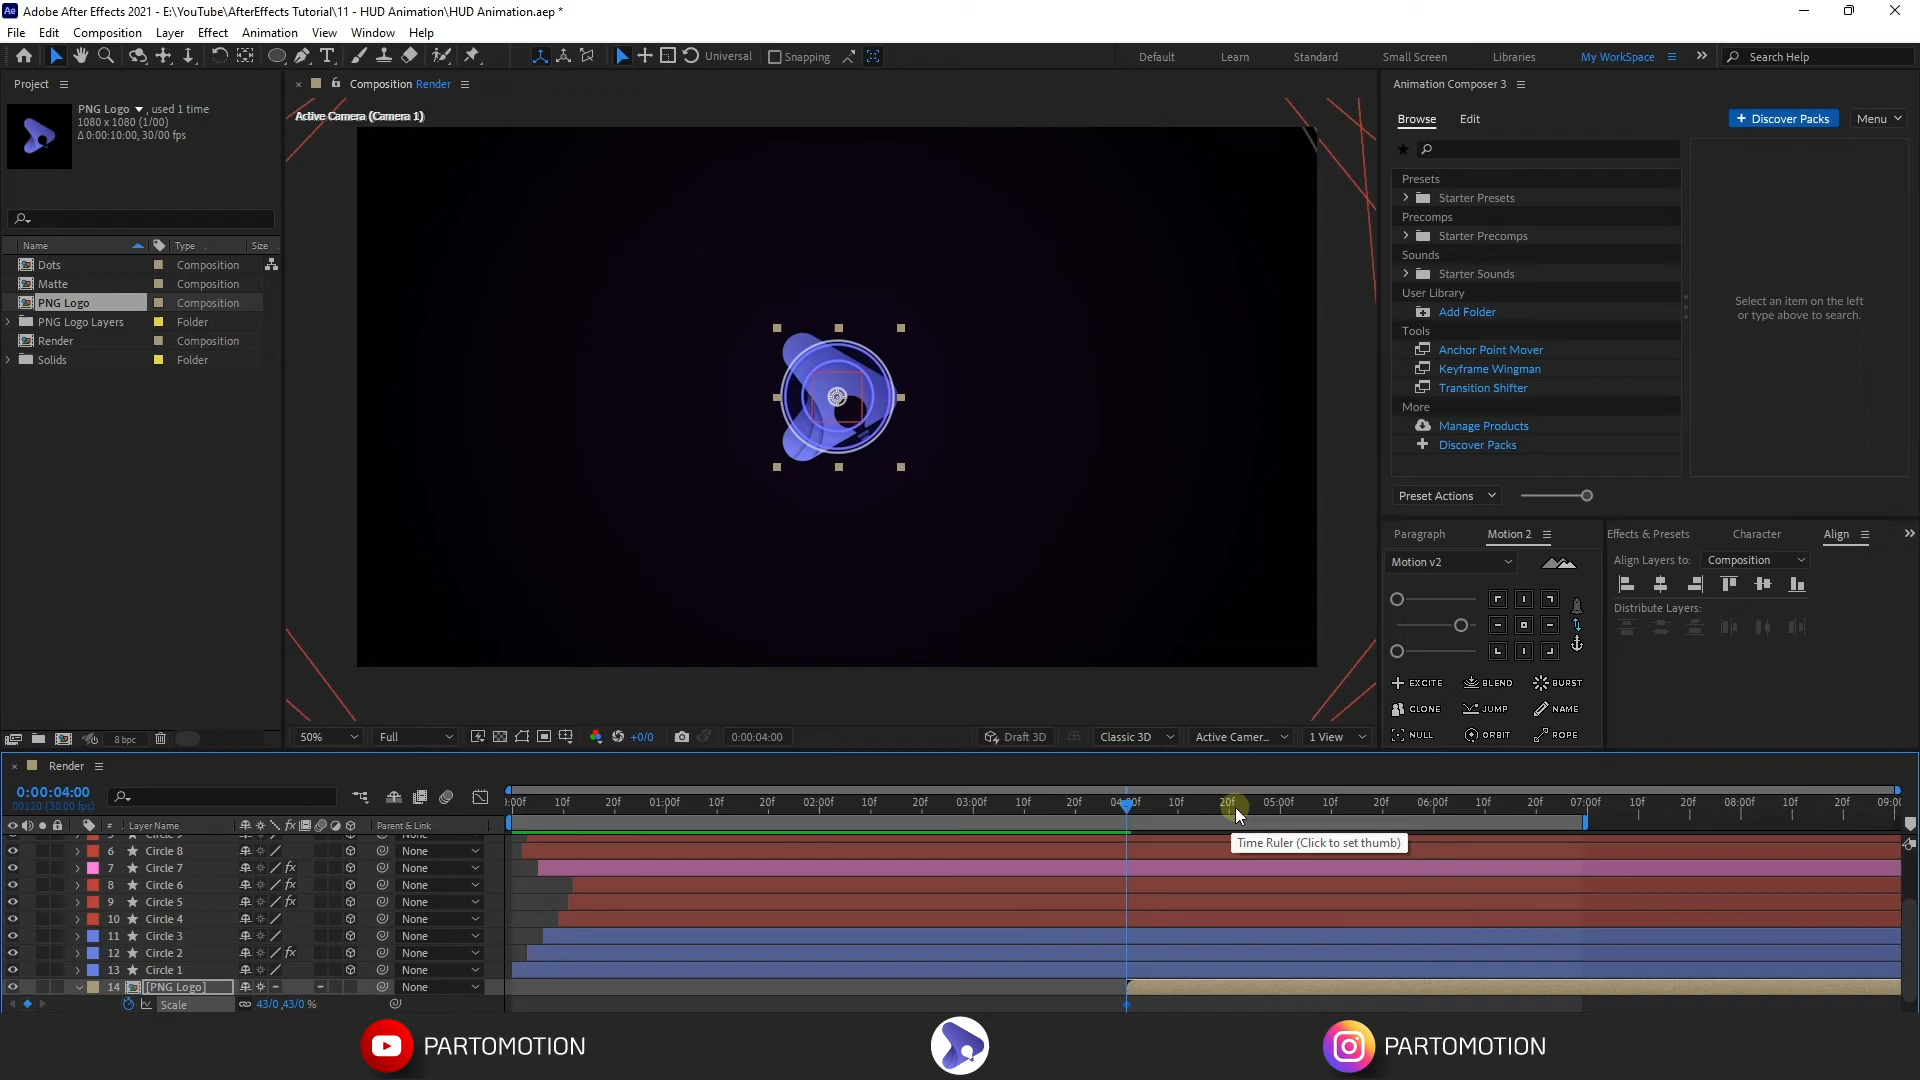 Adobe After Effects 2021 - E:\YouTube\AfterEffects Tutorial\11 - HUD Animation\HUD Animation.aep *
File Edit Composition Layer Effect Animation View Window Help
Universal Snapping Default Learn Standard Small Screen Libraries My WorkSpace Search Help
Project
PNG Logo , used 1 time
1080 x 1080 (1/00)
Δ 0:00:10:00, 30/00 fps
Name Type Size
Dots Composition
Matte Composition
PNG Logo Composition
PNG Logo Layers Folder
Render Composition
Solids Folder
8 bpc
Composition Render
Active Camera (Camera 1)
50% Full +0/0 0:00:04:00 Draft 3D Classic 3D Active Camer... 1 View
Animation Composer 3
Browse Edit + Discover Packs Menu
Presets
Starter Presets
Precomps
Starter Precomps
Sounds
Starter Sounds
User Library
Add Folder
Tools
Anchor Point Mover
Keyframe Wingman
Transition Shifter
More
Manage Products
Discover Packs
Select an item on the left
or type above to search.
Preset Actions
Paragraph Motion 2
Motion v2
EXCITE BLEND BURST
CLONE JUMP NAME
NULL ORBIT ROPE
Effects & Presets Character Align
Align Layers to: Composition
Distribute Layers:
Render
0:00:04:00
00120 (30.00 fps)
:00f 10f 20f 01:00f 10f 20f 02:00f 10f 20f 03:00f 10f 20f 04:00f 10f 20f 05:00f 10f 20f 06:00f 10f 20f 07:00f 10f 20f 08:00f 10f 20f 09:0(
# Layer Name Parent & Link
Time Ruler (Click to set thumb)
6 Circle 8 None
7 Circle 7 None
8 Circle 6 None
9 Circle 5 None
10 Circle 4 None
11 Circle 3 None
12 Circle 2 None
13 Circle 1 None
14 [PNG Logo] None
Scale 43/0,43/0 %
PARTOMOTION PARTOMOTION